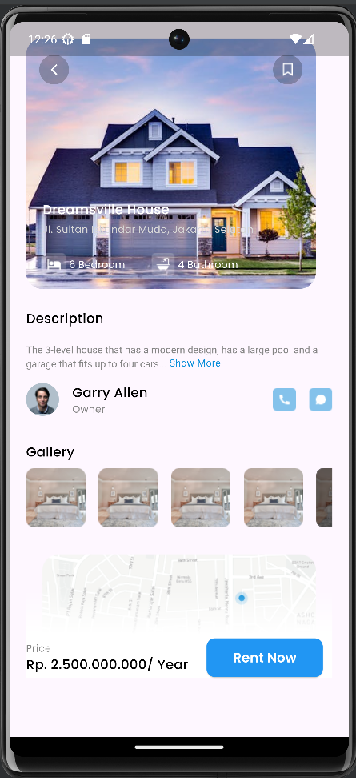 12:26
Dreamsville House
Jl. Sultan Iskandar Muda, Jakarta Selatan
6 Bedroom
4 Bathroom
Description
The 3-level house that has a modern design, has a large pool and a
garage that fits up to four cars... Show More
Garry Allen
Owner
Gallery
3rd Ave
Price
Rp. 2.500.000.000/ Year
Rent Now